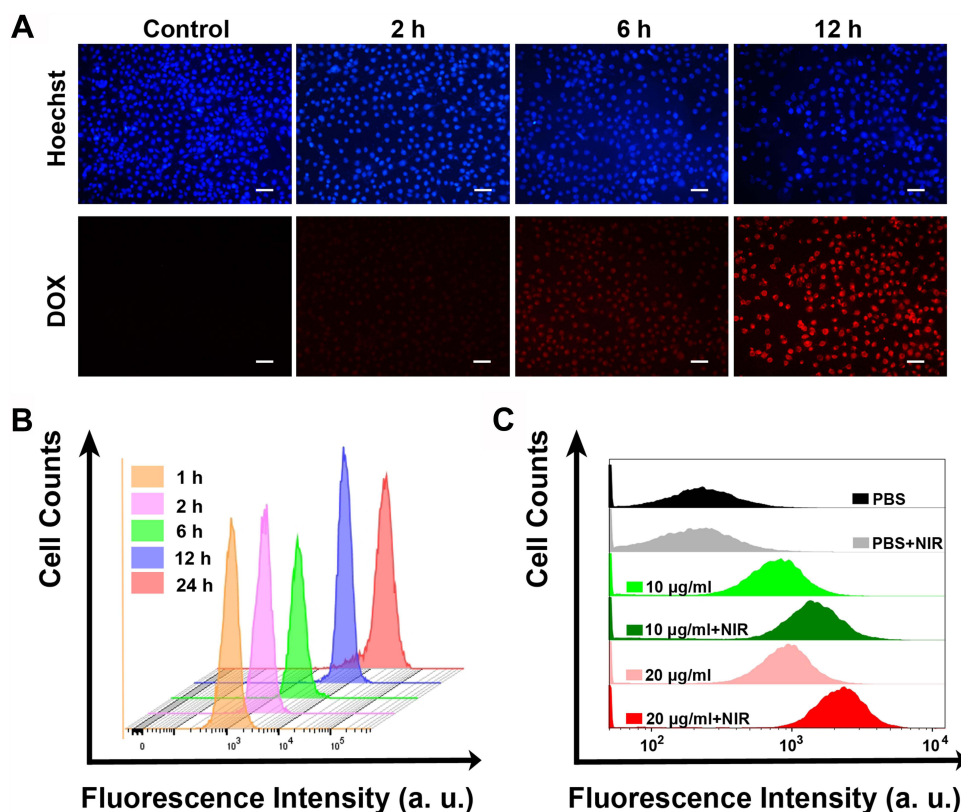 A
Control
2 h
6 h
12 h
Hoechst
DOX
B
Cell Counts
1 h
2 h
6 h
12 h
24 h
0
10³
10⁴
10⁵
Fluorescence Intensity (a. u.)
C
Cell Counts
PBS
PBS+NIR
10 µg/ml
10 µg/ml+NIR
20 µg/ml
20 µg/ml+NIR
10²
10³
10⁴
Fluorescence Intensity (a. u.)